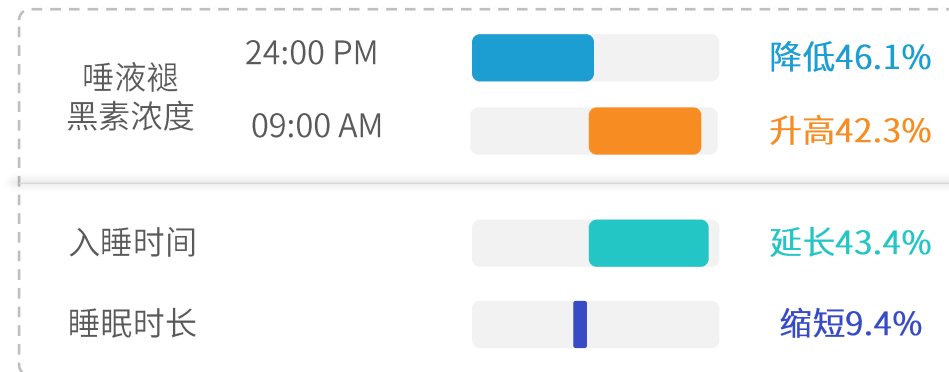 唾液褪
黑素浓度
24:00 PM
降低46.1%
09:00 AM
升高42.3%
入睡时间
延长43.4%
睡眠时长
缩短9.4%